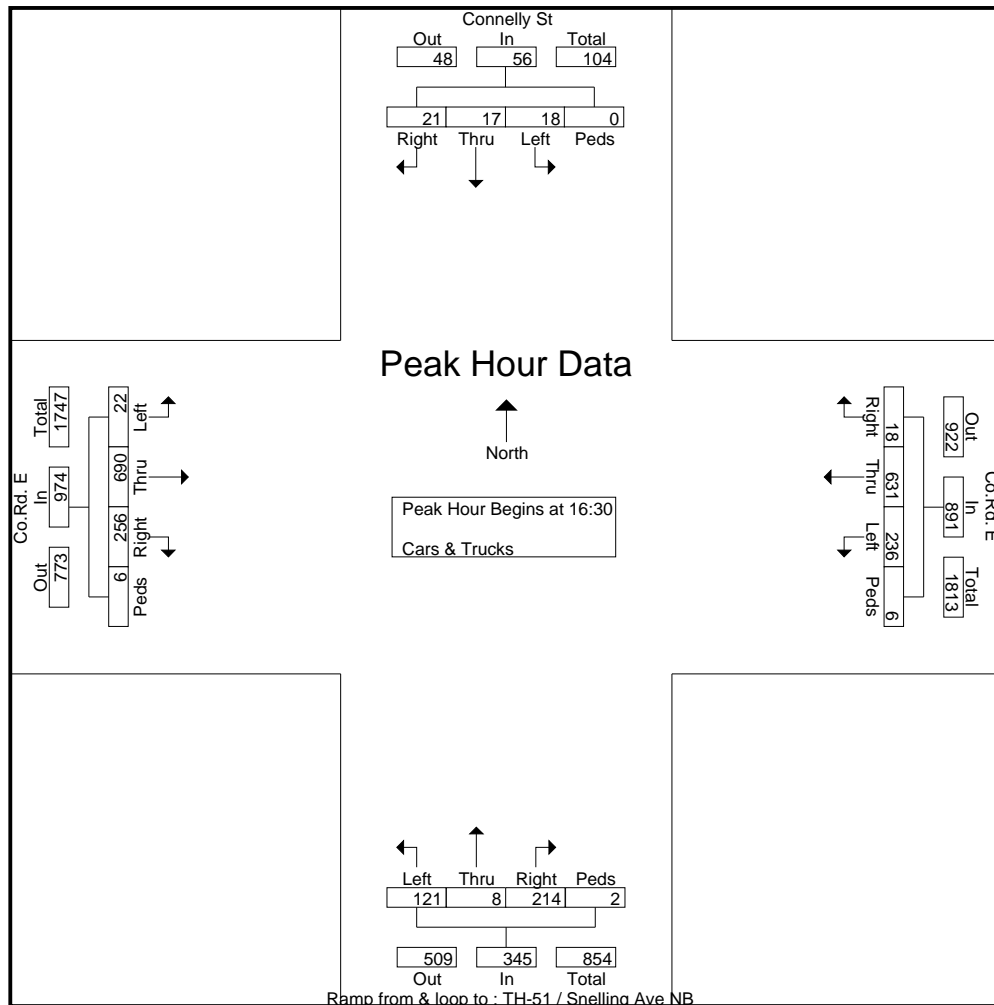 Connelly St
Out In Total
48 56 104
21 17 18 0
Right Thru Left Peds
Peak Hour Data
North
Peak Hour Begins at 16:30
Cars & Trucks
Co.Rd. E
Out In Total
773 974 1747
22 690 256 6
Left Thru Right Peds
Co.Rd. E
Out In Total
922 891 1813
18 631 236 6
Right Thru Left Peds
Left Thru Right Peds
121 8 214 2
509 345 854
Out In Total
Ramp from & loop to : TH-51 / Snelling Ave NB